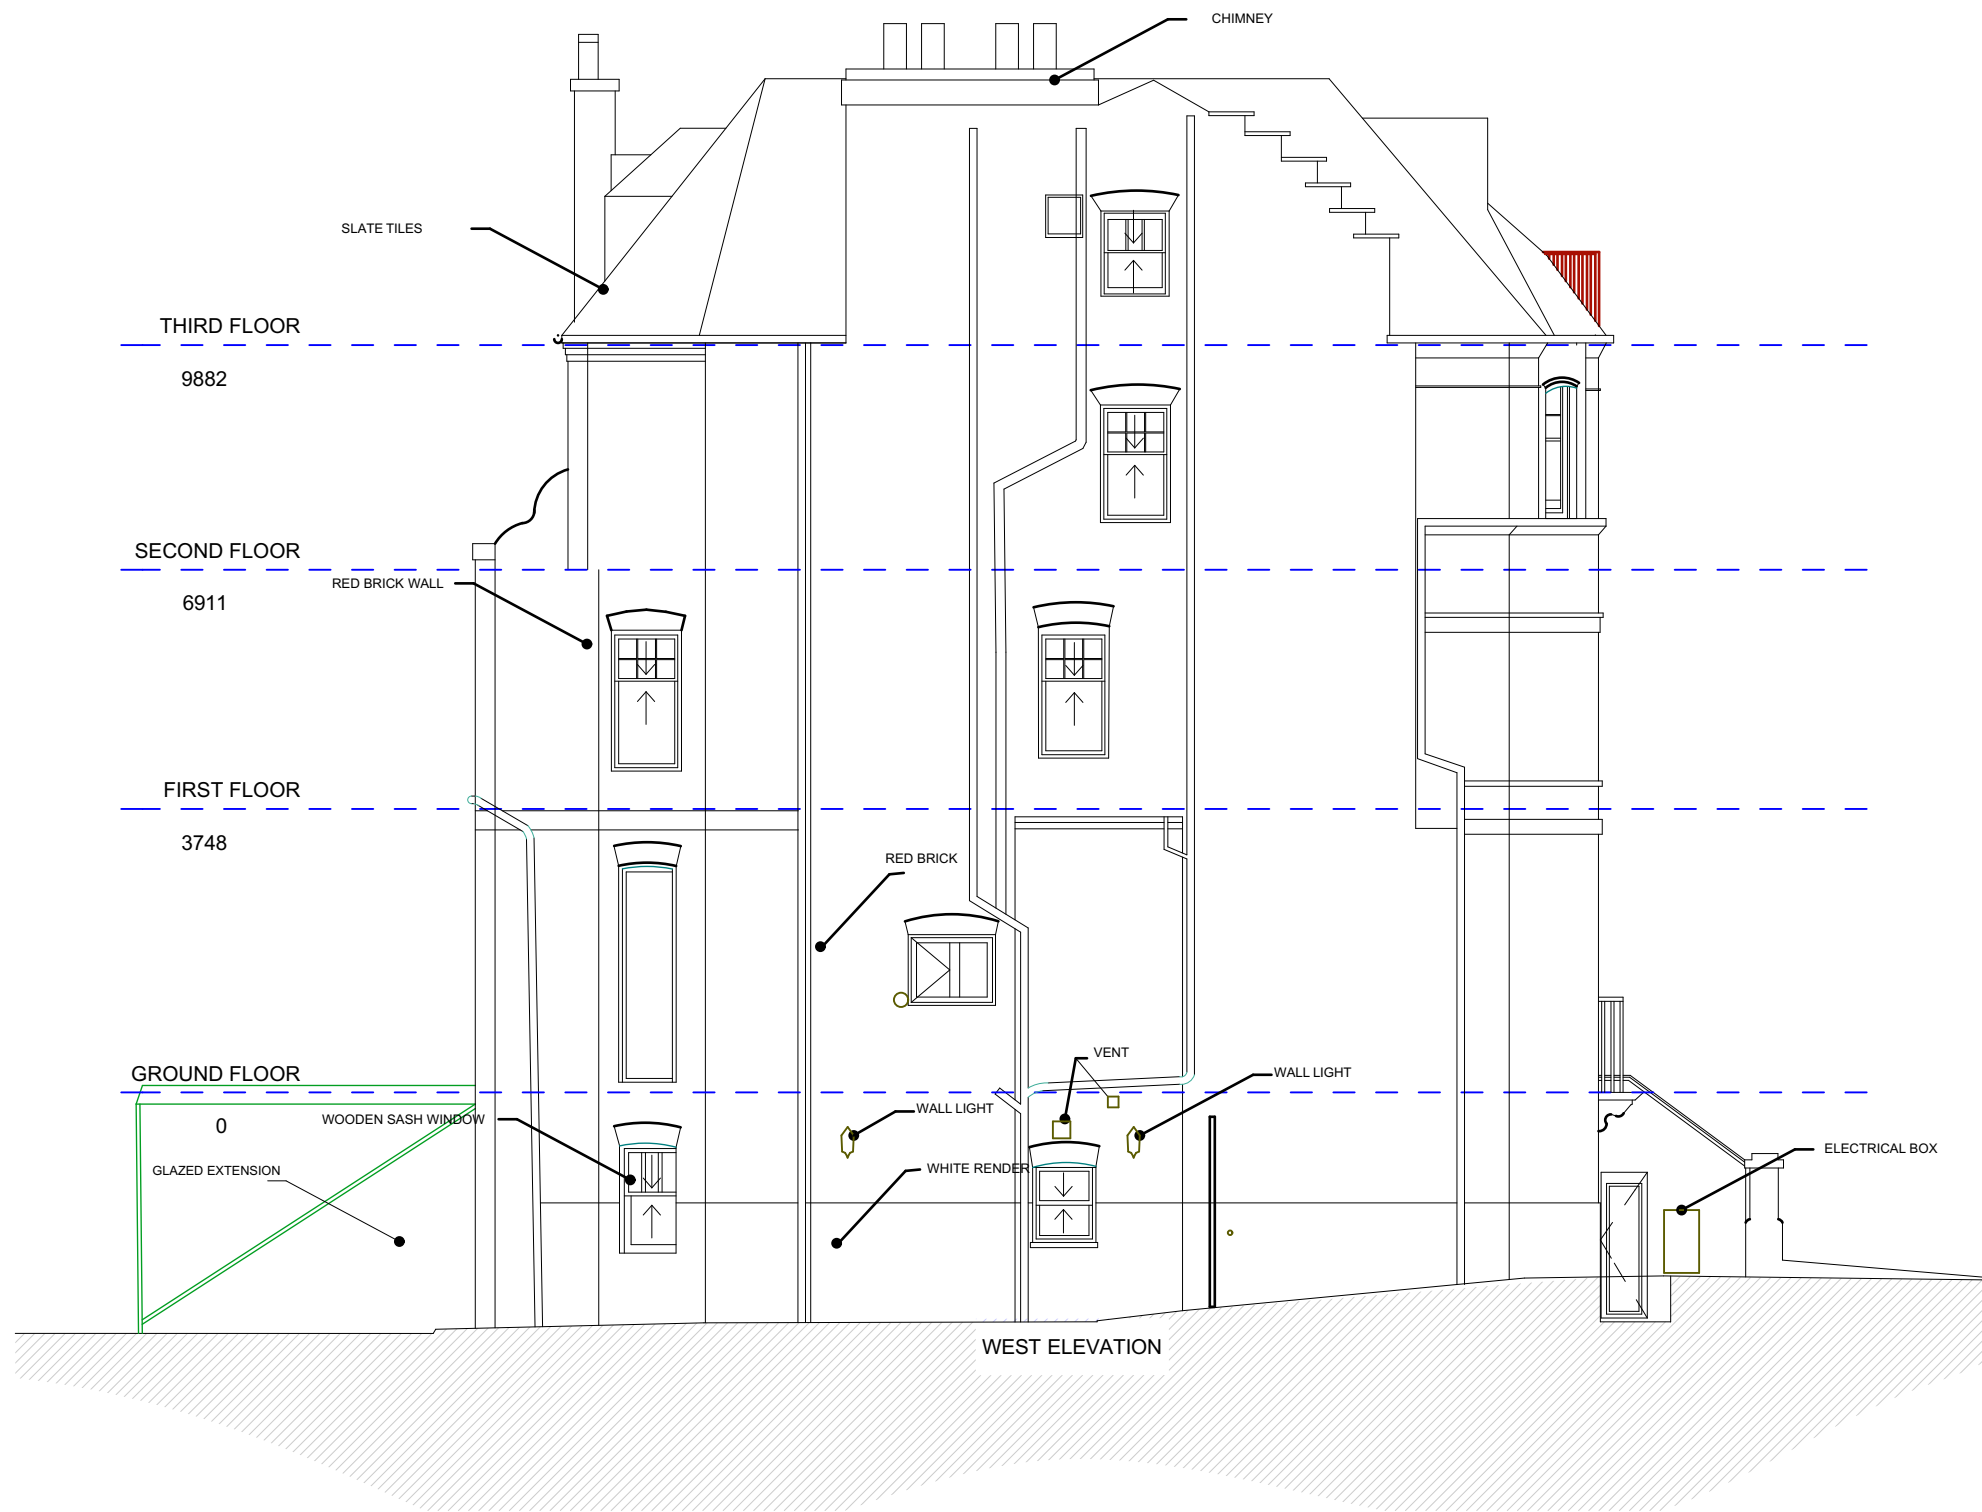 CHIMNEY
SLATE TILES
THIRD FLOOR
9882
SECOND FLOOR
RED BRICK WALL
6911
FIRST FLOOR
3748
RED BRICK
VENT
GROUND FLOOR
WALL LIGHT
WALL LIGHT
WOODEN SASH WINDOW
0
ELECTRICAL BOX
GLAZED EXTENSION
WHITE RENDER
WEST ELEVATION